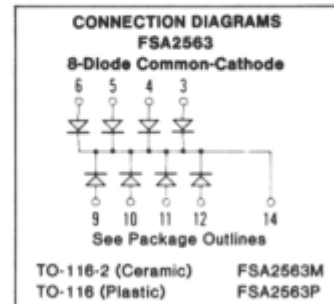 CONNECTION DIAGRAMS
FSA2563
8-Diode Common-Cathode
6 5 4 3
9 10 11 12 14
See Package Outlines
TO-116-2 (Ceramic) FSA2563M
TO-116 (Plastic) FSA2563P